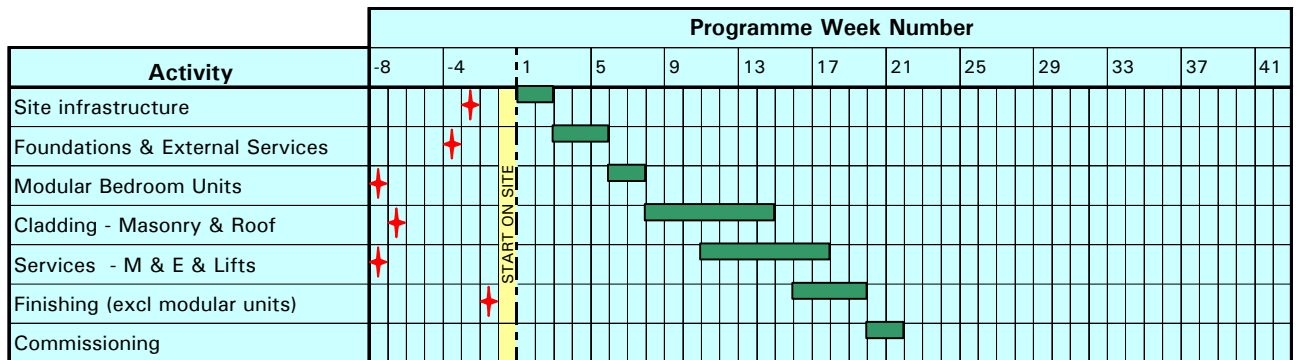 Programme Week Number
Activity -8 -4 1 5 9 13 17 21 25 29 33 37 41
Site infrastructure
Foundations & External Services
Modular Bedroom Units
Cladding - Masonry & Roof
Services - M & E & Lifts
Finishing (excl modular units)
Commissioning
START ON SITE